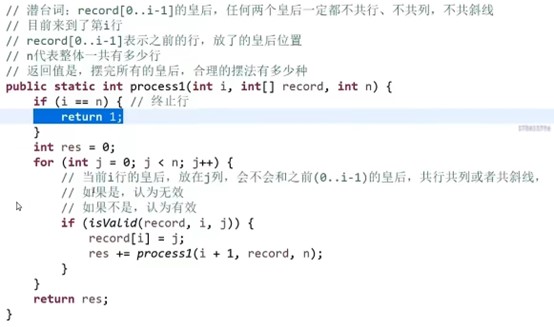 // 潜台词：record[0..i-1]的皇后，任何两个皇后一定都不共行、不共列，不共斜线
// 目前来到了第i行
// record[0..i-1]表示之前的行，放了的皇后位置
// n代表整体一共有多少行
// 返回值是，摆完所有的皇后，合理的摆法有多少种
public static int process1(int i, int[] record, int n) {
if (i == n) { // 终止行
return 1;
}
int res = 0;
for (int j = 0; j < n; j++) {
// 当前i行的皇后，放在j列，会不会和之前(0..i-1)的皇后，共行共列或者共斜线，
// 如果是，认为无效
// 如果不是，认为有效
if (isValid(record, i, j)) {
record[i] = j;
res += process1(i + 1, record, n);
}
}
return res;
}